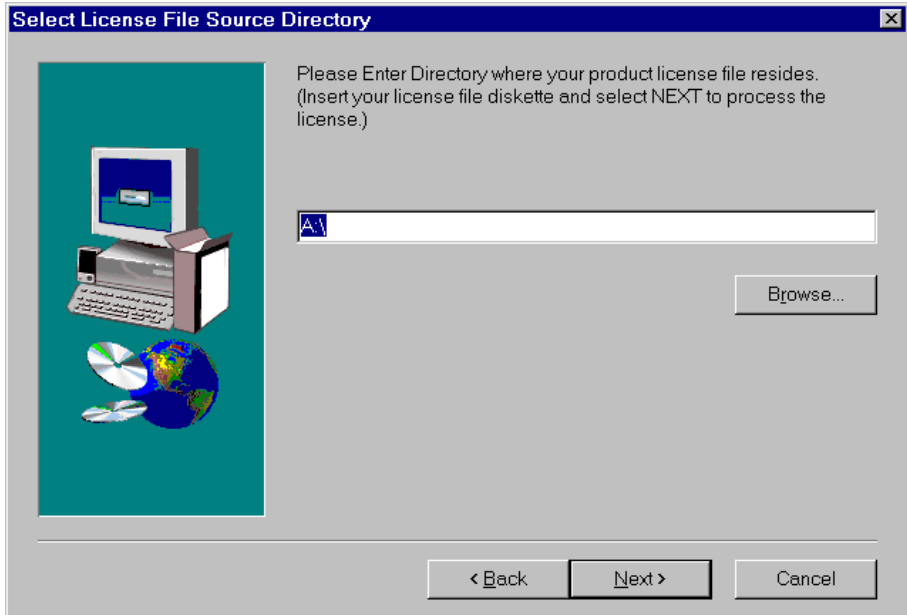 Select License File Source Directory
Please Enter Directory where your product license file resides.
(Insert your license file diskette and select NEXT to process the
license.)
A:\
Browse...
< Back
Next >
Cancel